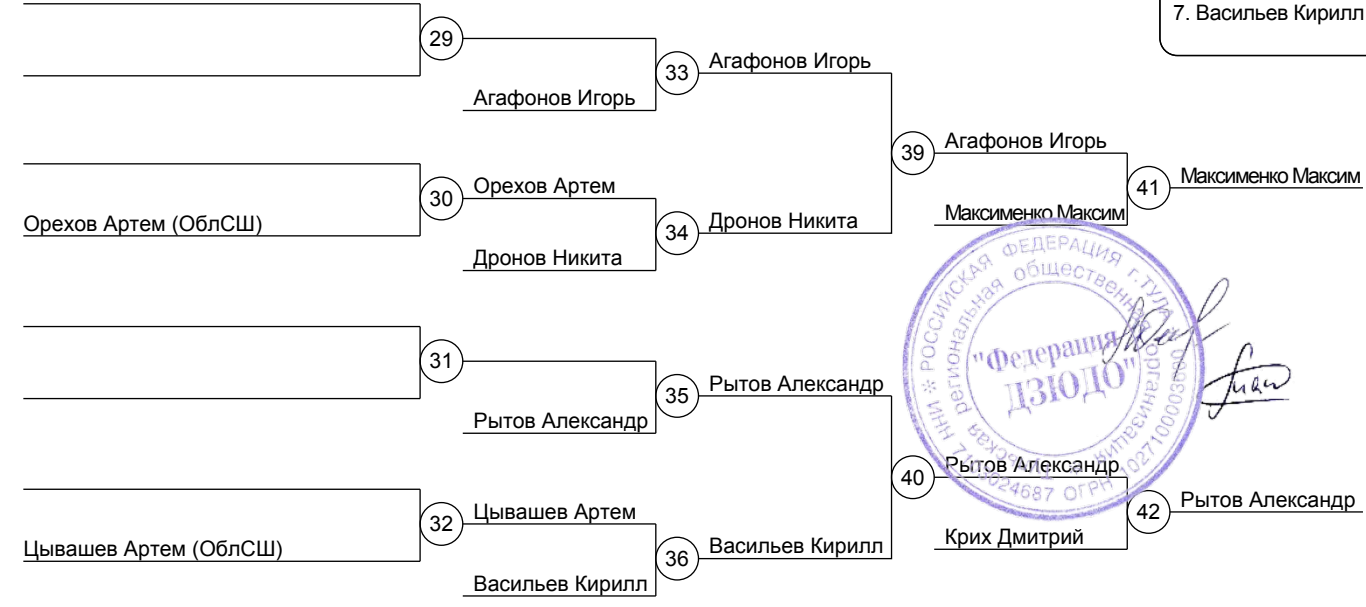 7. Васильев Кирилл
29
Агафонов Игорь
33
Агафонов Игорь
39
Агафонов Игорь
41
Максименко Максим
Максименко Максим
30
Орехов Артем
Орехов Артем (ОблСШ)
34
Дронов Никита
Дронов Никита
РОССИЙСКАЯ ФЕДЕРАЦИЯ г.ТУЛА
региональная общественная организация
"Федерация
ДЗЮДО"
ОГРН
31
35
Рытов Александр
Рытов Александр
40
Рытов Александр
42
Рытов Александр
Крих Дмитрий
32
Цывашев Артем
Цывашев Артем (ОблСШ)
36
Васильев Кирилл
Васильев Кирилл